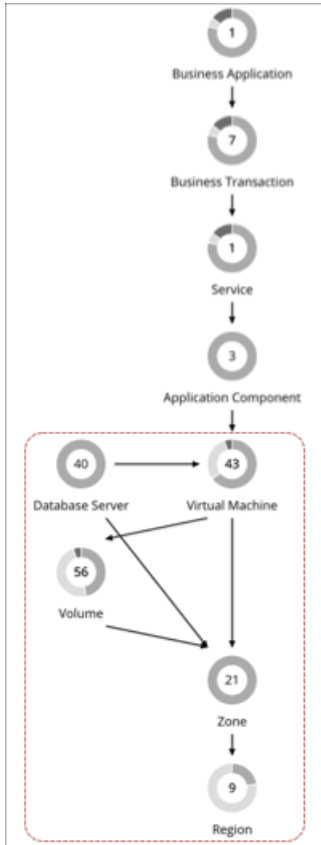 1
Business Application
7
Business Transaction
1
Service
3
Application Component
40
43
Database Server
Virtual Machine
56
Volume
21
Zone
9
Region